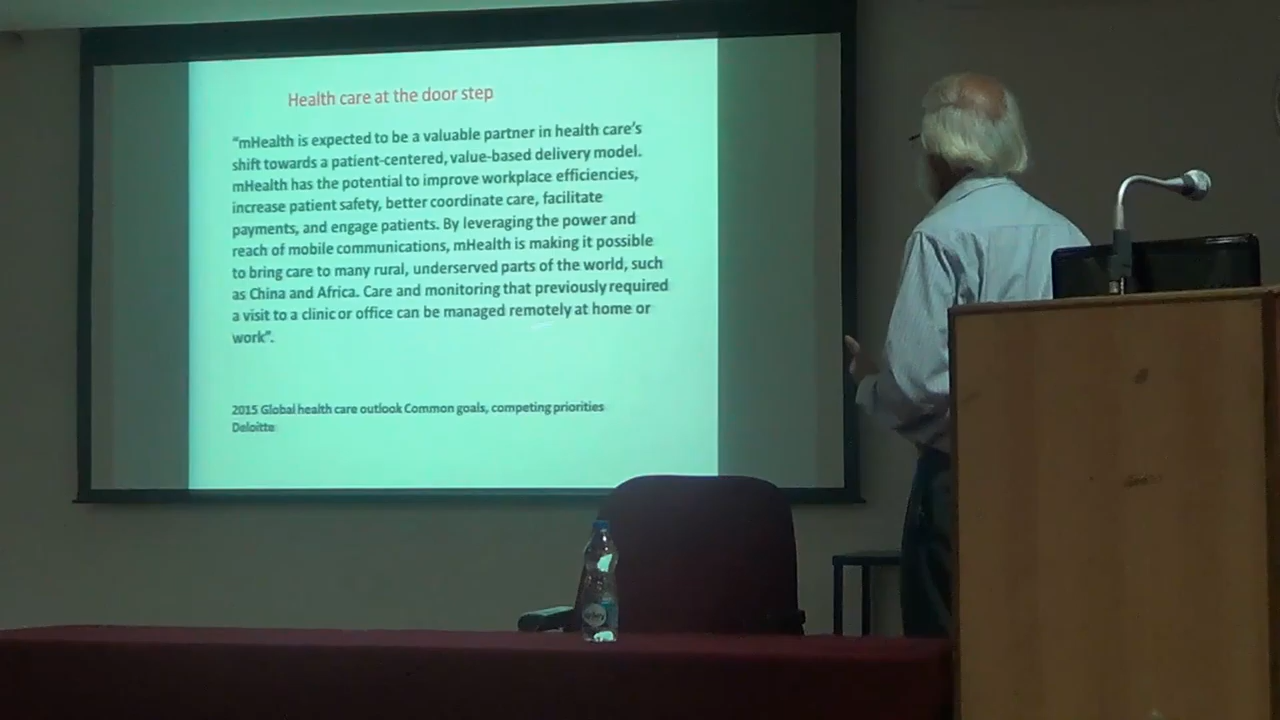 Health care at the door step
“mHealth is expected to be a valuable partner in health care’s
shift towards a patient-centered, value-based delivery model.
mHealth has the potential to improve workplace efficiencies,
increase patient safety, better coordinate care, facilitate
payments, and engage patients. By leveraging the power and
reach of mobile communications, mHealth is making it possible
to bring care to many rural, underserved parts of the world, such
as China and Africa. Care and monitoring that previously required
a visit to a clinic or office can be managed remotely at home or
work”.
2015 Global health care outlook Common goals, competing priorities
Deloitte